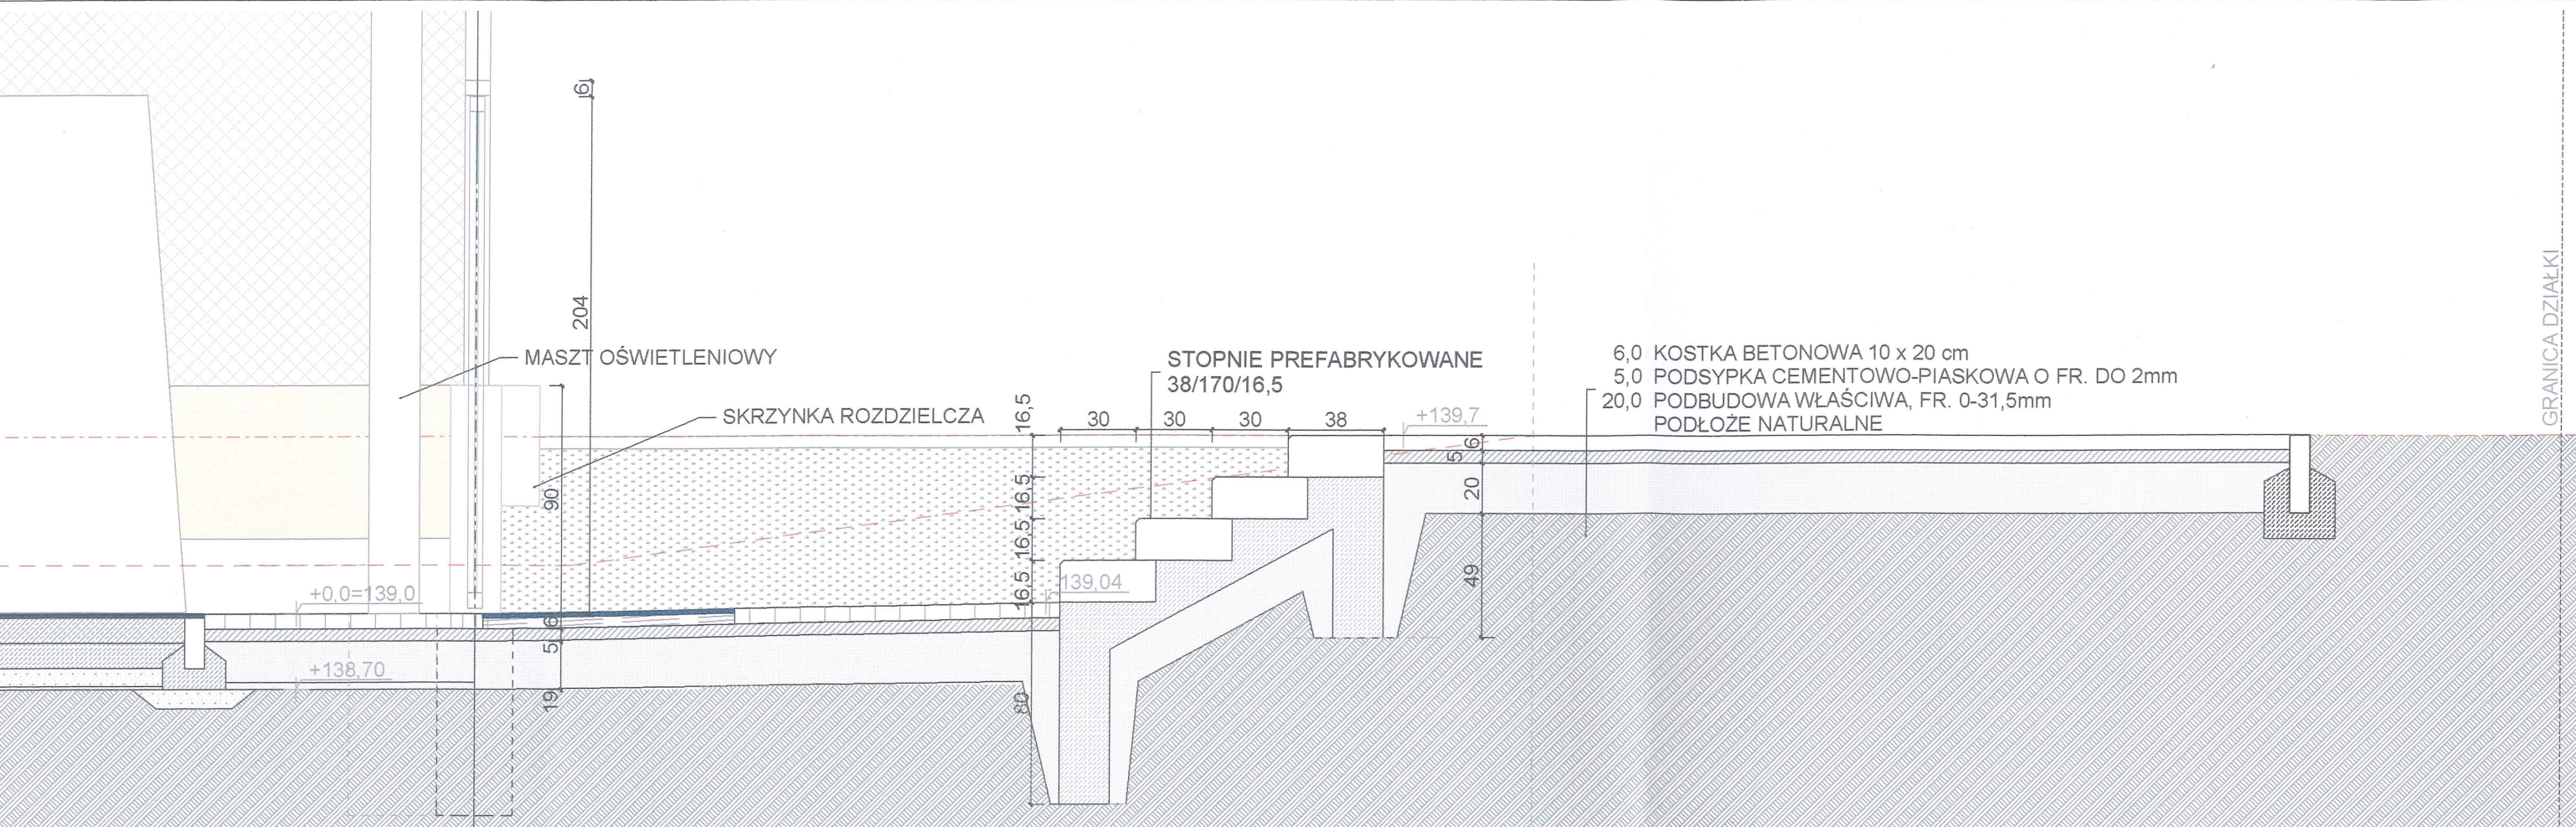 6
204
MASZT OŚWIETLENIOWY
SKRZYNKA ROZDZIELCZA
90
+0,0=139,0
6
5
+138,70
19
STOPNIE PREFABRYKOWANE
38/170/16,5
16,5
30 30 30 38
+139,7
16,5
16,5
16,5
16,5
139,04
80
6
5
20
49
6,0 KOSTKA BETONOWA 10 x 20 cm
5,0 PODSYPKA CEMENTOWO-PIASKOWA O FR. DO 2mm
20,0 PODBUDOWA WŁAŚCIWA, FR. 0-31,5mm
PODŁOŻE NATURALNE
GRANICA DZIAŁKI